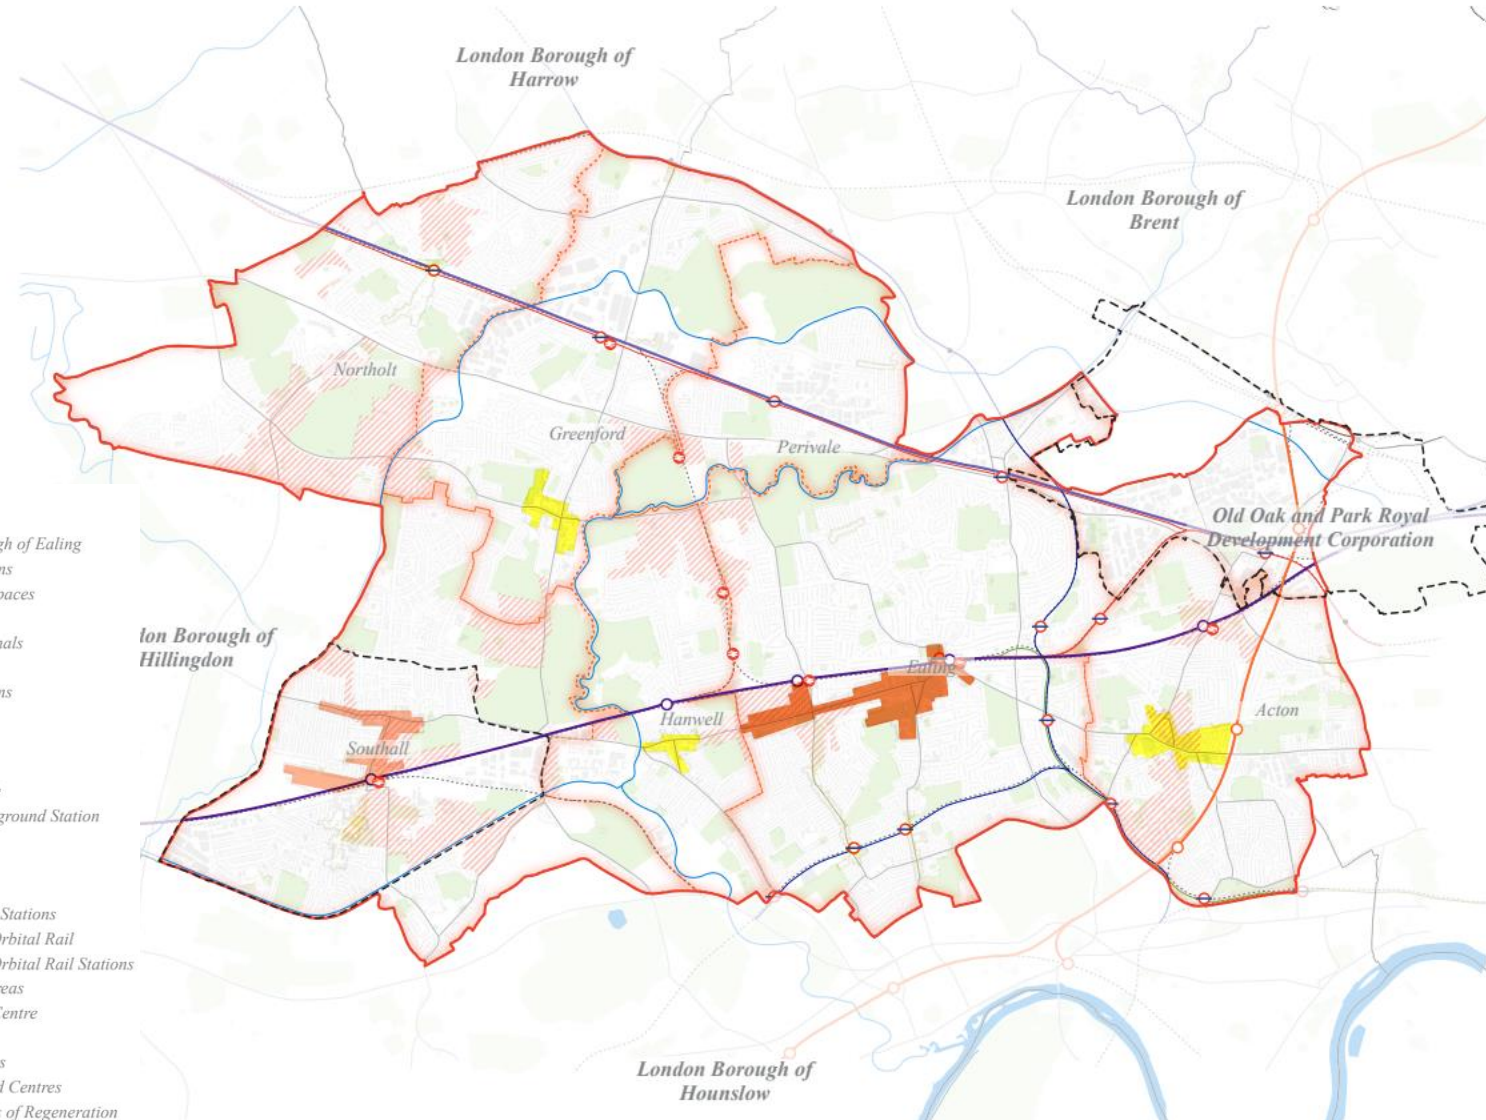 London Borough of
Harrow
London Borough of
Brent
Northolt
Greenford
Perivale
Old Oak and Park Royal
Development Corporation
gh of Ealing
ns
paces
nals
ns
don Borough of
Hillingdon
Ealing
Hanwell
Acton
Southall
ground Station
Stations
Orbital Rail
Orbital Rail Stations
reas
Centre
s
d Centres
s of Regeneration
London Borough of
Hounslow